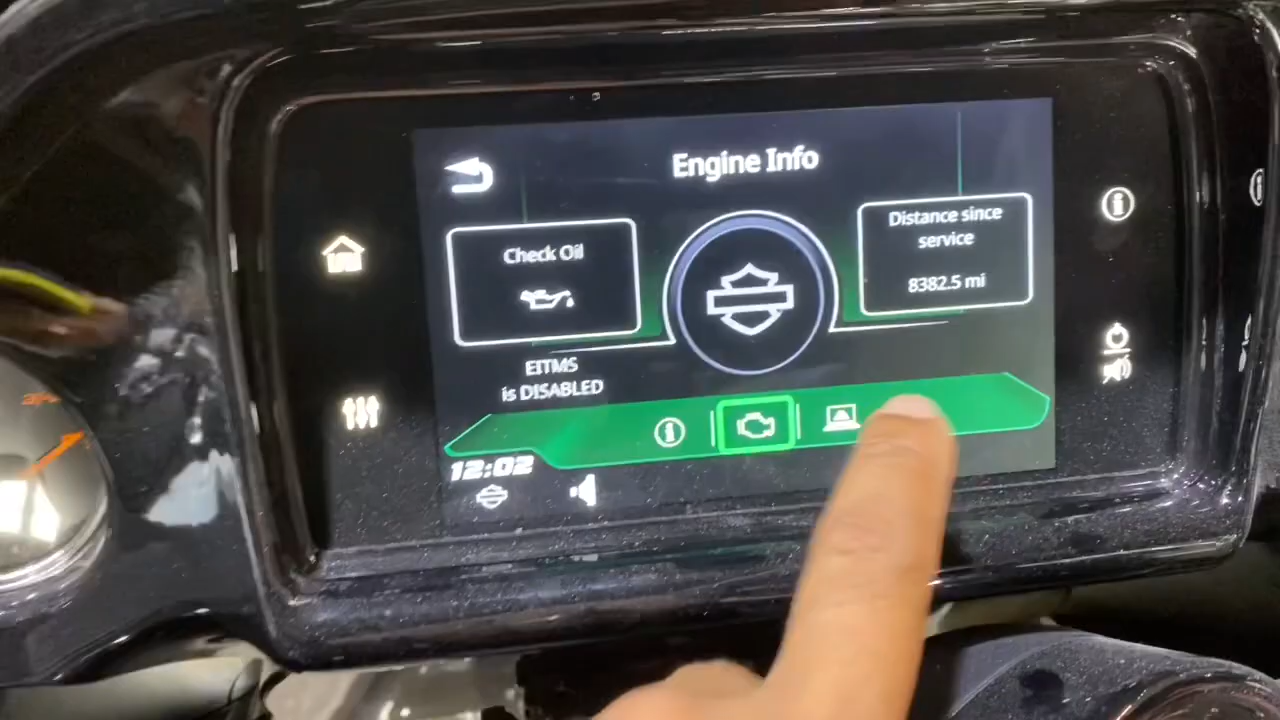 Engine Info
Check Oil
Distance since
service
8382.5 mi
EITMS
is DISABLED
12:02